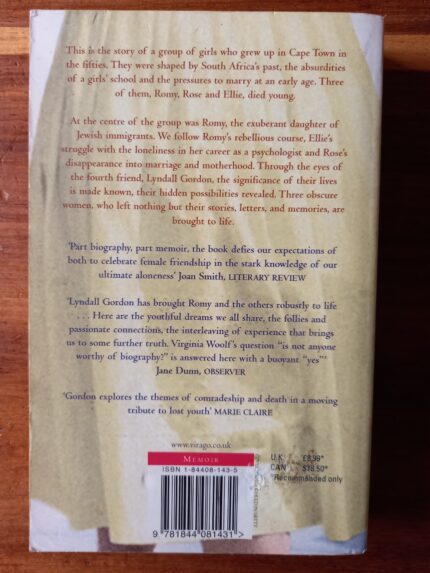 This is the story of a group of girls who grew up in Cape Town in
the fifties. They were shaped by South Africa's past, the absurdities
of a girls' school and the pressures to marry at an early age. Three
of them, Romy, Rose and Ellie, died young.
At the centre of the group was Romy, the exuberant daughter of
Jewish immigrants. We follow Romy's rebellious course, Ellie's
struggle with the loneliness in her career as a psychologist and Rose's
disappearance into marriage and motherhood. Through the eyes of
the fourth friend, Lyndall Gordon, the significance of their lives
is made known, their hidden possibilities revealed. Three obscure
women, who left nothing but their stories, letters, and memories, are
brought to life.
'Part biography, part memoir, the book defies our expectations of
both to celebrate female friendship in the stark knowledge of our
ultimate aloneness' Joan Smith, LITERARY REVIEW
'Lyndall Gordon has brought Romy and the others robustly to life
. . . Here are the youthful dreams we all share, the follies and
passionate connections, the interleaving of experience that brings
us to some further truth. Virginia Woolf's question "is not anyone
worthy of biography?" is answered here with a buoyant "yes"'
Jane Dunn, OBSERVER
'Gordon explores the themes of comradeship and death in a moving
tribute to lost youth' MARIE CLAIRE
www.virago.co.uk
MEMOIR
ISBN 1-84408-143-5
9 781844 081431 >
U.K. £8.99*
CAN $18.50*
*Recommended only